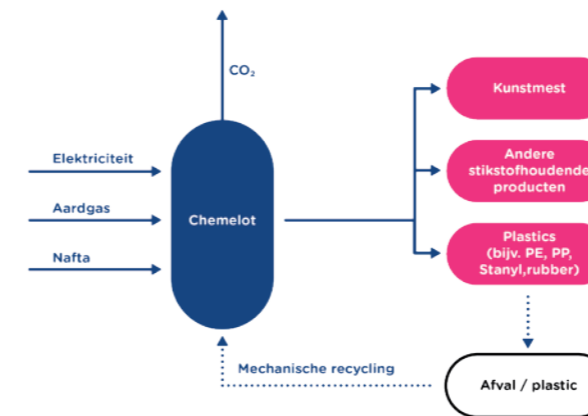 CO₂
Elektriciteit
Aardgas
Nafta
Chemelot
Kunstmest
Andere
stikstofhoudende
producten
Plastics
(bijv. PE, PP,
Stanyl,rubber)
Mechanische recycling
Afval / plastic